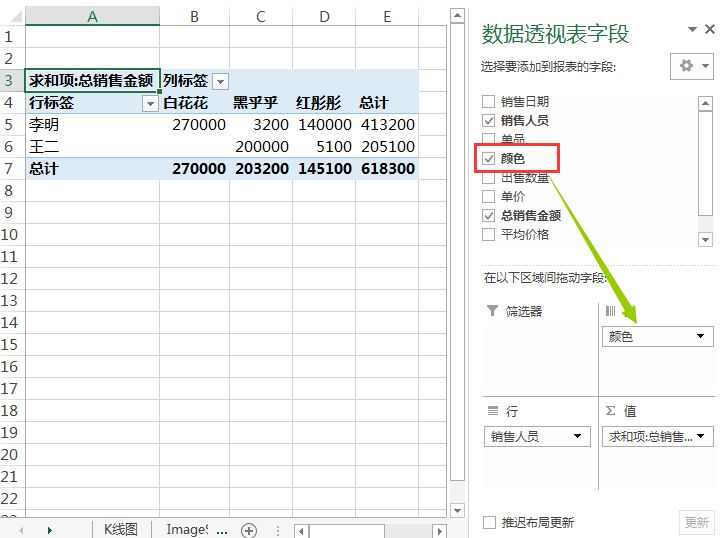 A B C D E
1
2
3 求和项:总销售金额 列标签
4 行标签 白花花 黑乎乎 红彤彤 总计
5 李明 270000 3200 140000 413200
6 王二 200000 5100 205100
7 总计 270000 203200 145100 618300
8
9
10
11
12
13
14
15
16
17
18
19
20
21
22
K线图 ImageS ...
数据透视表字段
选择要添加到报表的字段:
销售日期
销售人员
单品
颜色
出售数量
单价
总销售金额
平均价格
在以下区域间拖动字段:
筛选器
颜色
行 Σ 值
销售人员 求和项:总销售...
推迟布局更新 更新